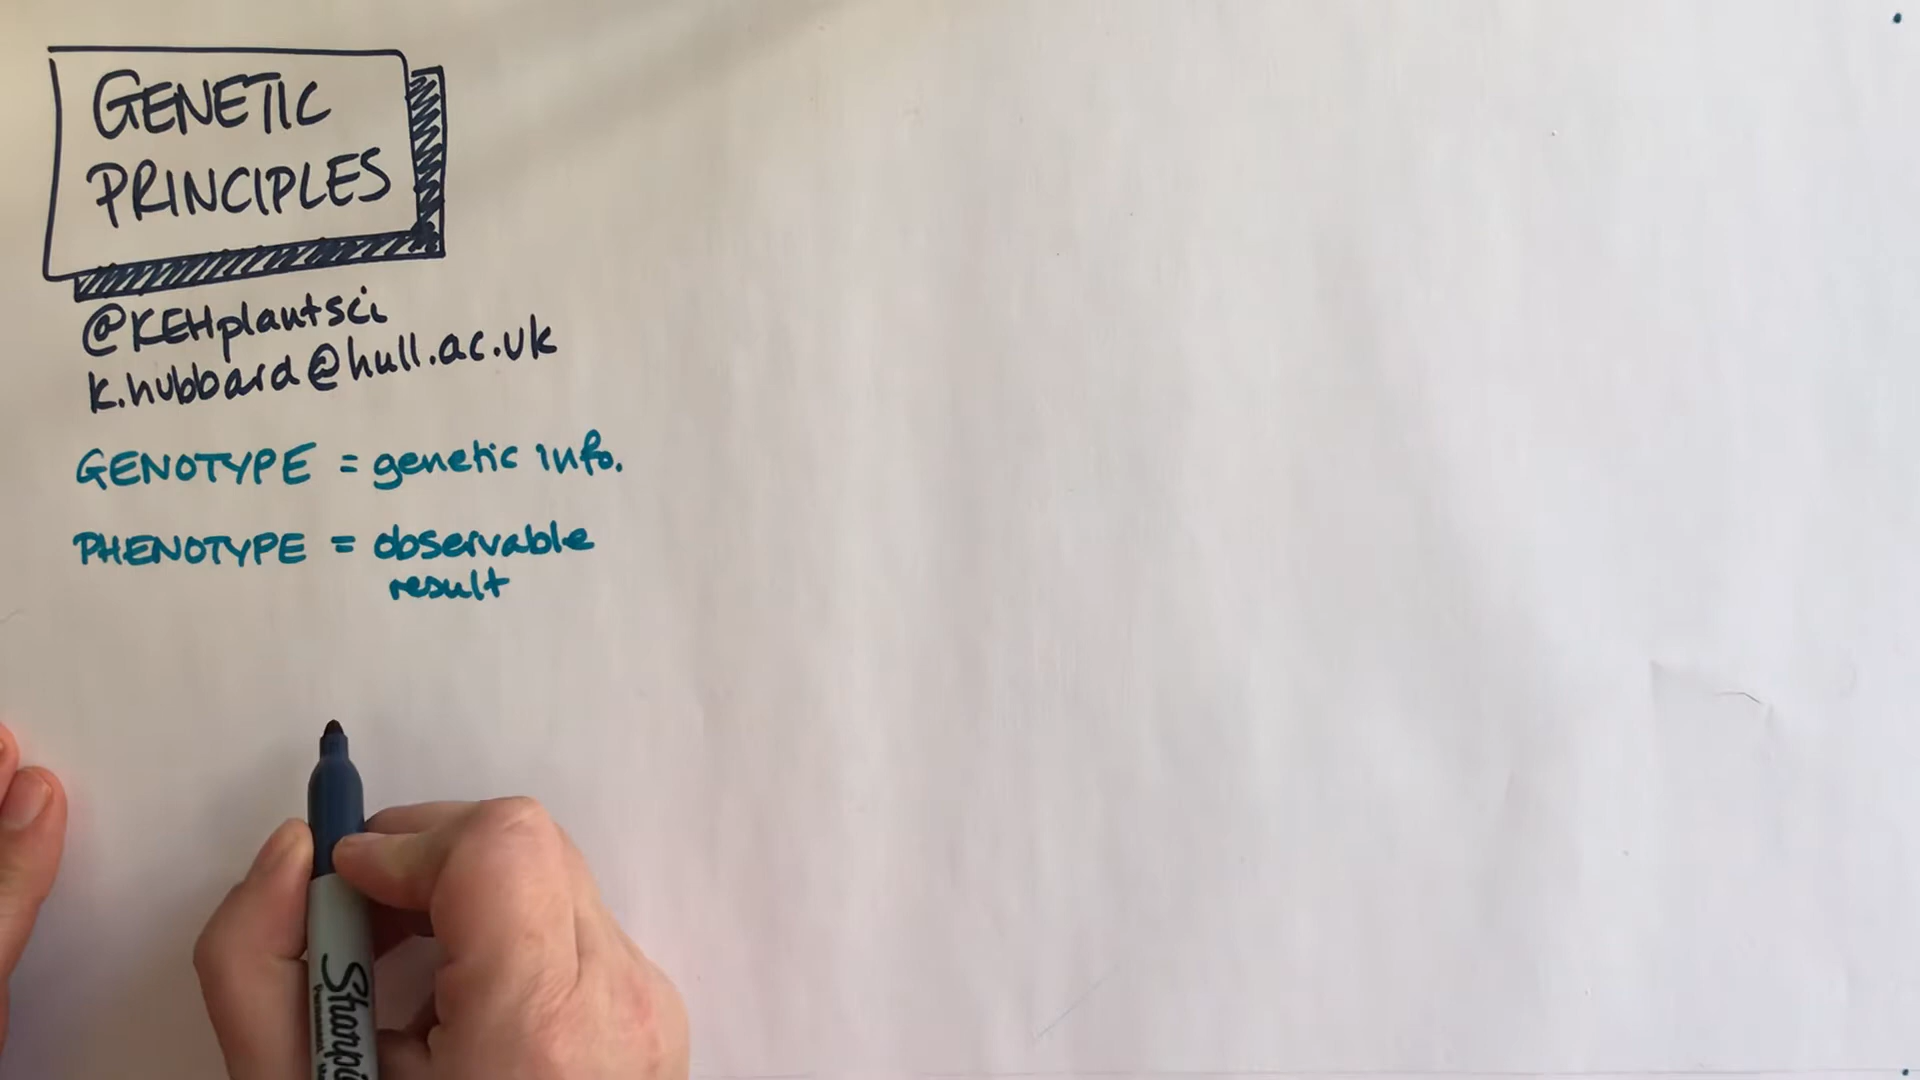 GENETIC
PRINCIPLES
@KEHplantsci
k.hubbard@hull.ac.uk
GENOTYPE = genetic info.
PHENOTYPE = observable
result
Sharpie